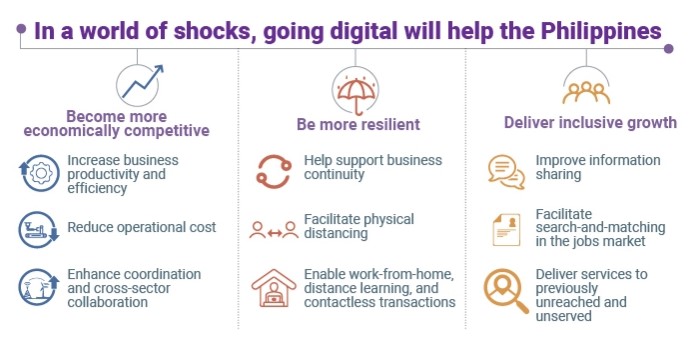 In a world of shocks, going digital will help the Philippines
Become more
economically competitive
Increase business
productivity and
efficiency
Reduce operational cost
Enhance coordination
and cross-sector
collaboration
Be more resilient
Help support business
continuity
Facilitate physical
distancing
Enable work-from-home,
distance learning, and
contactless transactions
Deliver inclusive growth
Improve information
sharing
Facilitate
search-and-matching
in the jobs market
Deliver services to
previously
unreached and
unserved